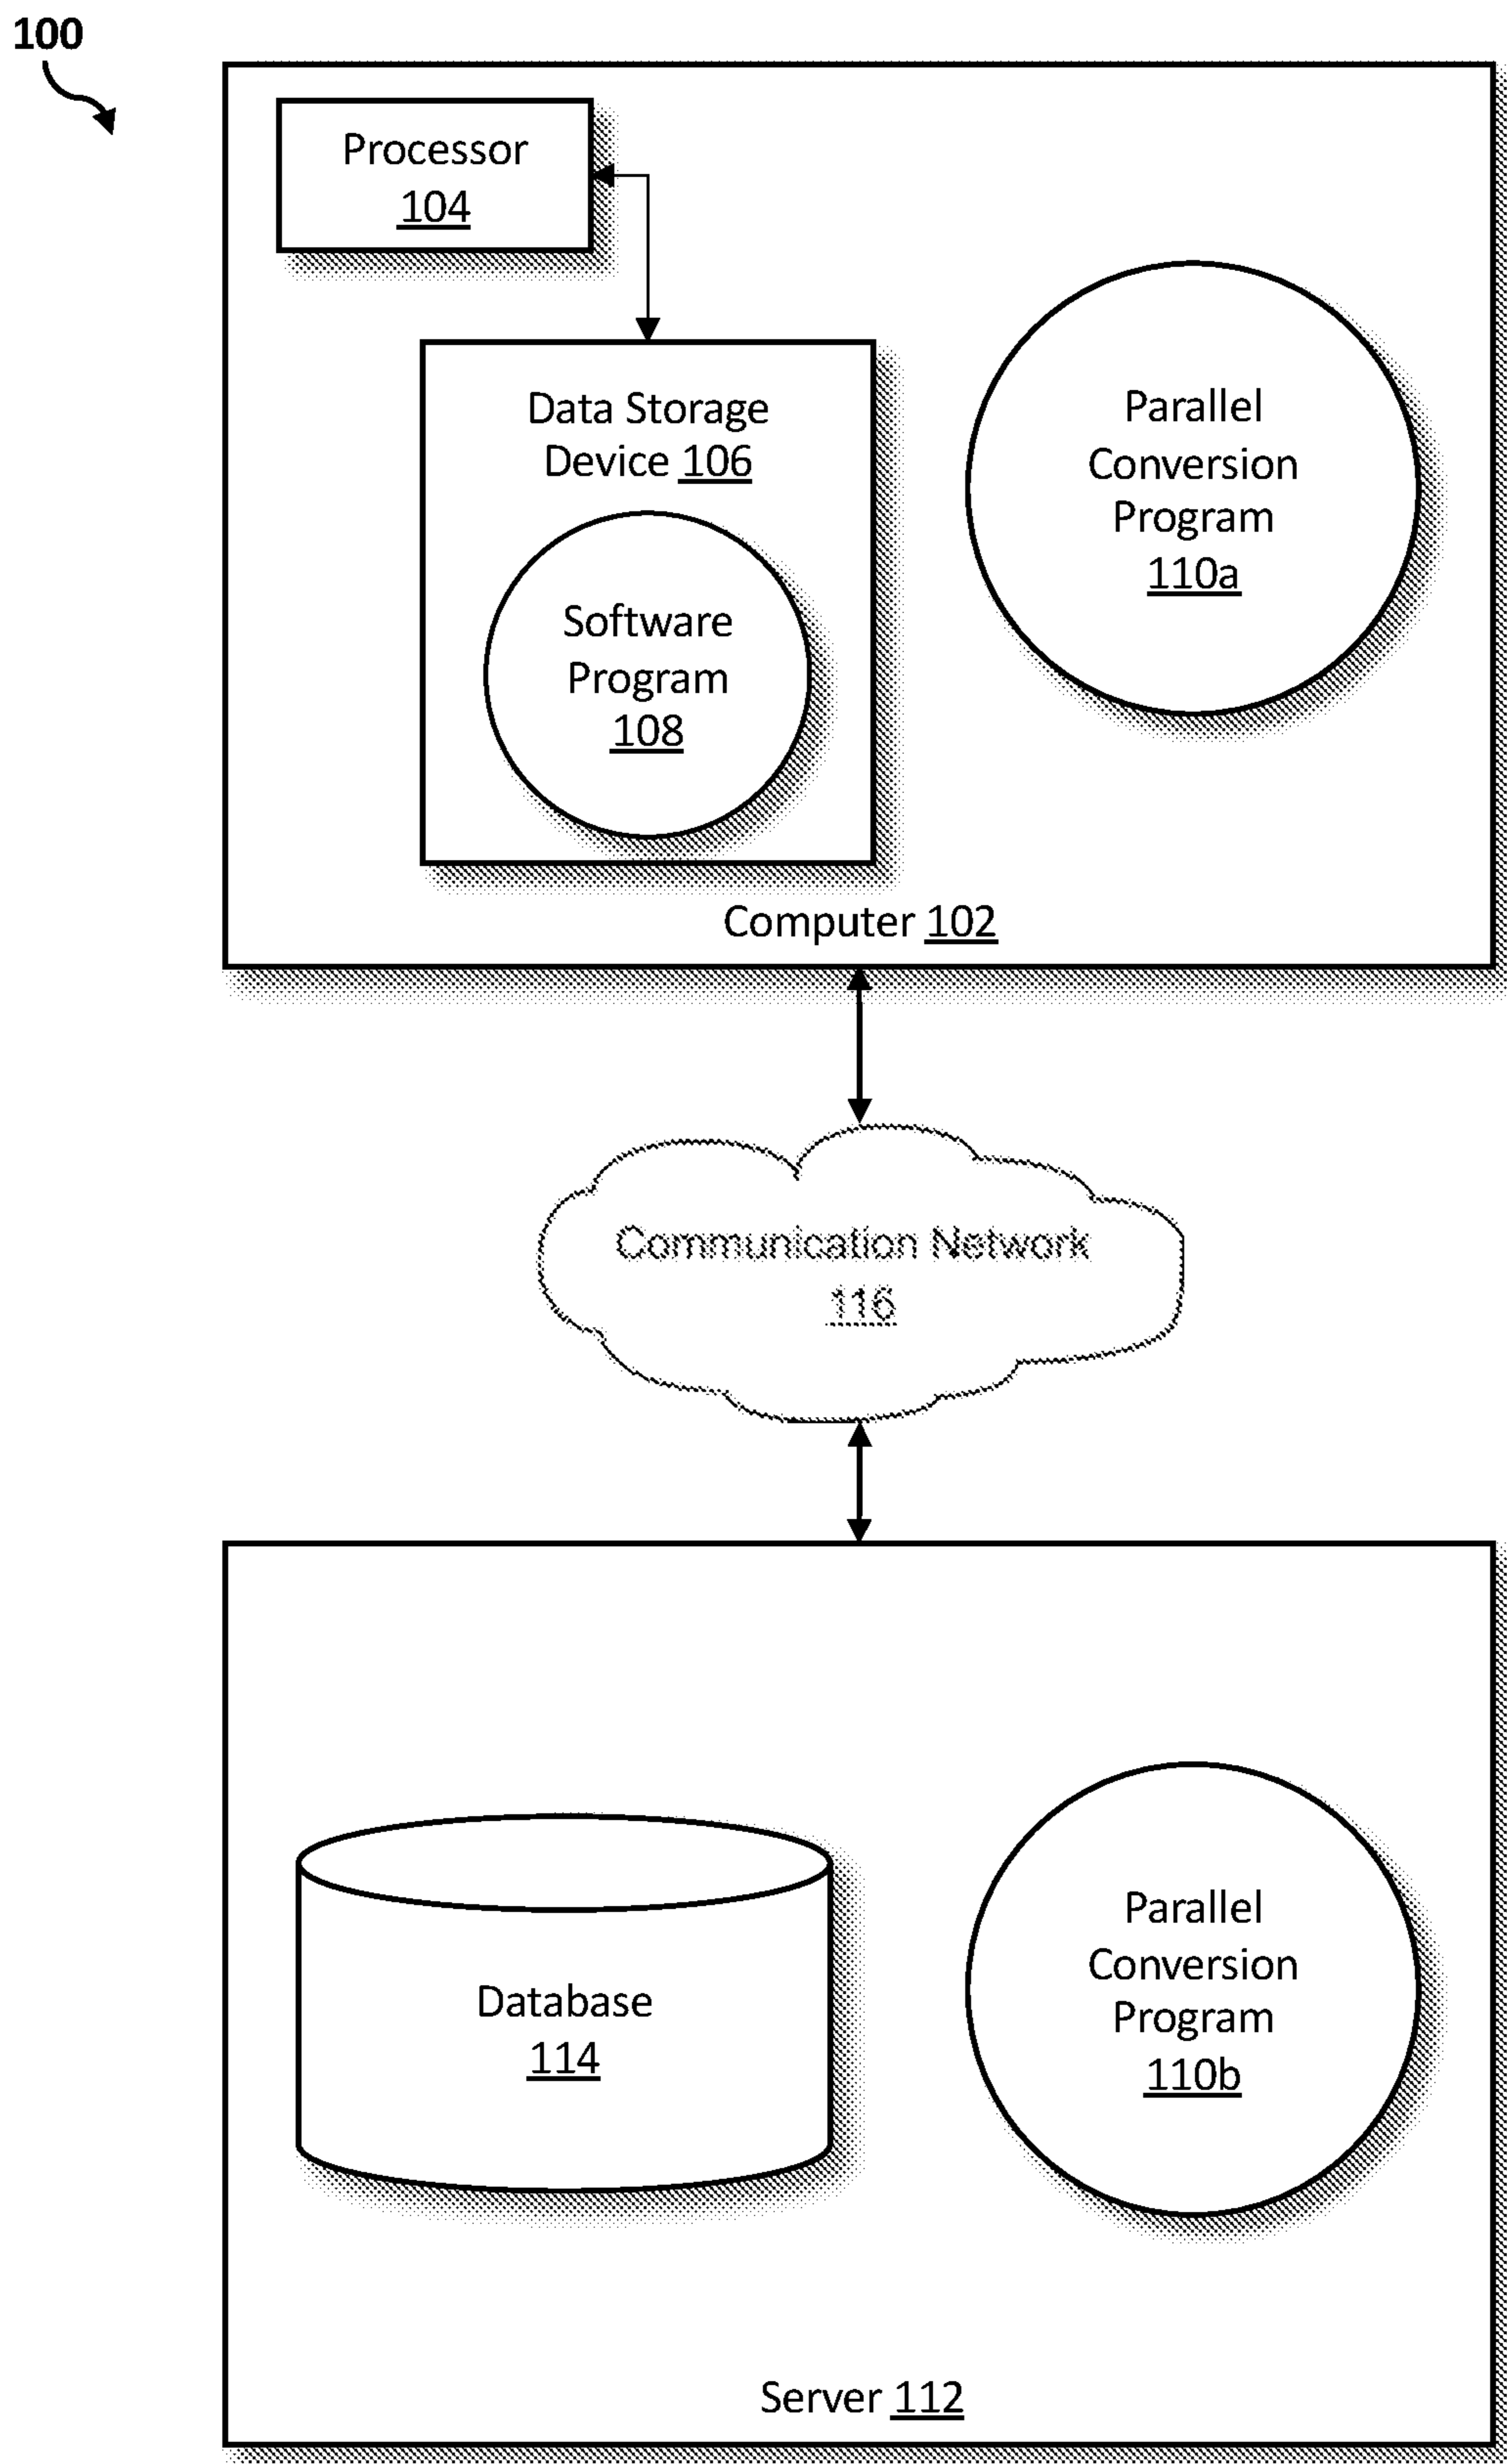 100
Processor
104
Data Storage
Device 106
Software
Program
108
Parallel
Conversion
Program
110a
Computer 102
Communication Network
116
Database
114
Parallel
Conversion
Program
110b
Server 112